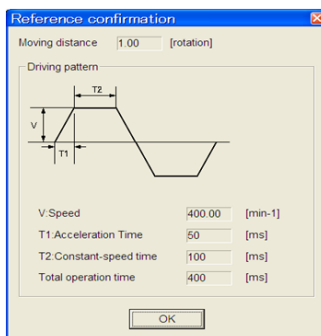 Reference confirmation
Moving distance 1.00 [rotation]
Driving pattern
T2
V
T1
V:Speed 400.00 [min-1]
T1:Acceleration Time 50 [ms]
T2:Constant-speed time 100 [ms]
Total operation time 400 [ms]
OK